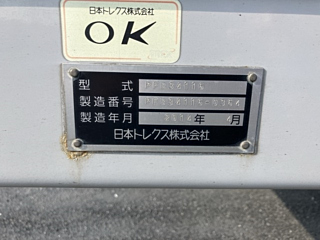 日本トレクス株式会社
OK
型式
製造番号
製造年月 年 月
日本トレクス株式会社